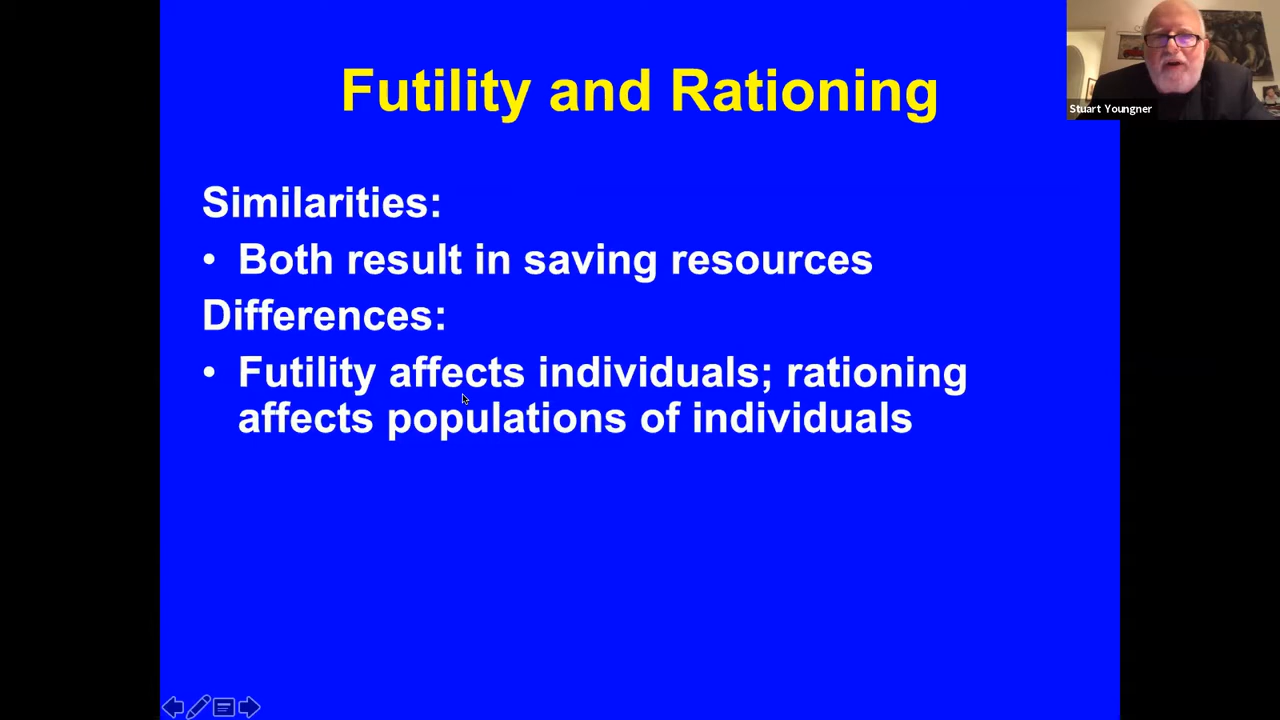 Futility and Rationing
Stuart Youngner
Similarities:
• Both result in saving resources
Differences:
• Futility affects individuals; rationing
affects populations of individuals